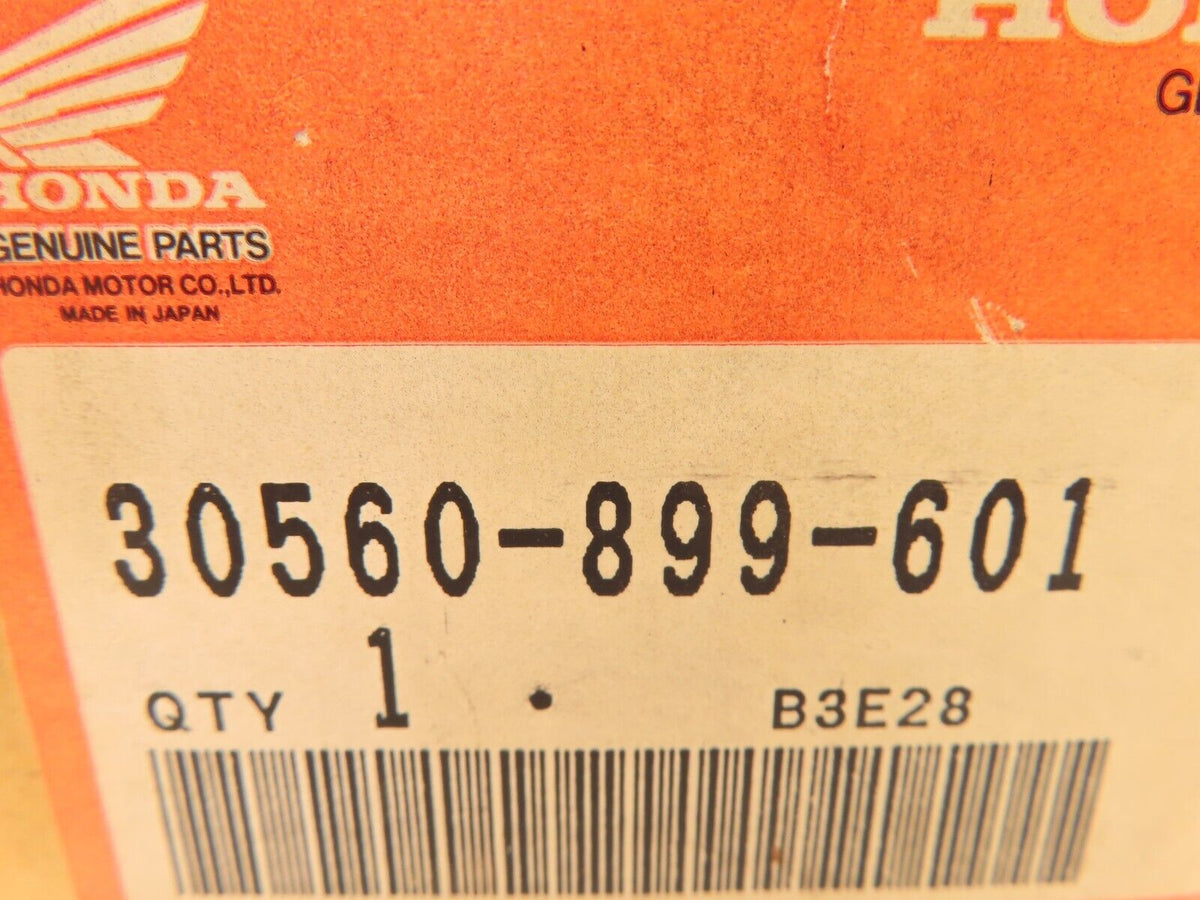 HONDA
GENUINE PARTS
HONDA MOTOR CO.,LTD.
MADE IN JAPAN
30560-899-601
QTY 1 . B3E28